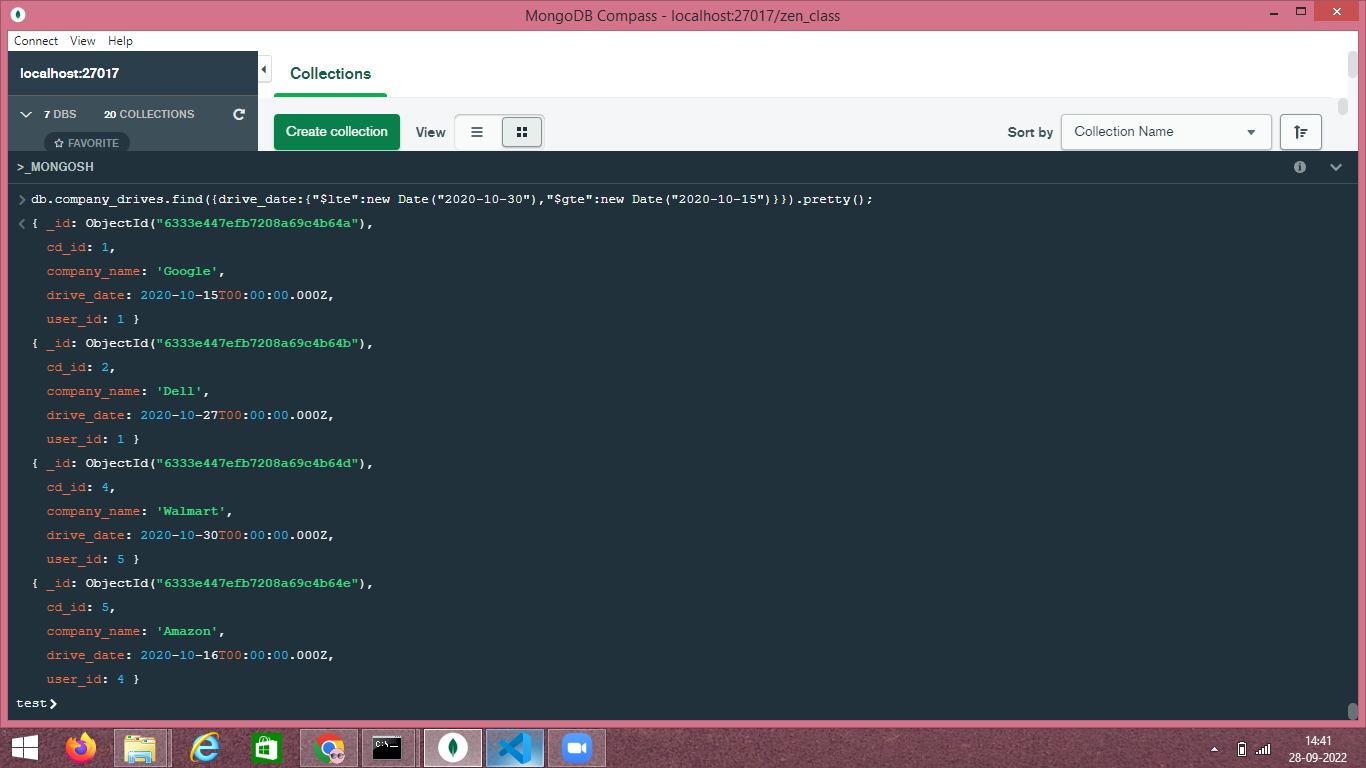 MongoDB Compass - localhost:27017/zen_class
Connect View Help
localhost:27017
Collections
7 DBS 20 COLLECTIONS
FAVORITE
Create collection View Sort by Collection Name
>_MONGOSH
db.company_drives.find({drive_date:{"$lte":new Date("2020-10-30"),"$gte":new Date("2020-10-15")}}).pretty();
{ _id: ObjectId("6333e447efb7208a69c4b64a"),
cd_id: 1,
company_name: 'Google',
drive_date: 2020-10-15T00:00:00.000Z,
user_id: 1 }
{ _id: ObjectId("6333e447efb7208a69c4b64b"),
cd_id: 2,
company_name: 'Dell',
drive_date: 2020-10-27T00:00:00.000Z,
user_id: 1 }
{ _id: ObjectId("6333e447efb7208a69c4b64d"),
cd_id: 4,
company_name: 'Walmart',
drive_date: 2020-10-30T00:00:00.000Z,
user_id: 5 }
{ _id: ObjectId("6333e447efb7208a69c4b64e"),
cd_id: 5,
company_name: 'Amazon',
drive_date: 2020-10-16T00:00:00.000Z,
user_id: 4 }
test>
C:\_
14:41
28-09-2022